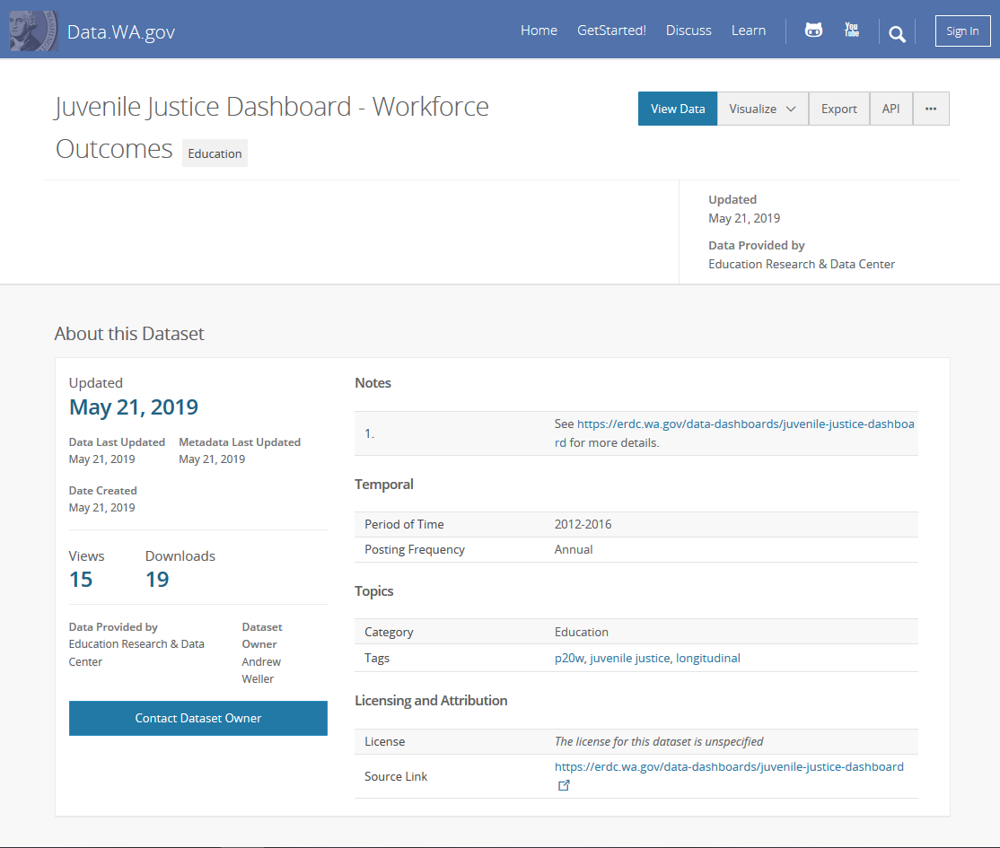 Data.WA.gov
Home GetStarted! Discuss Learn You Tube Sign In
Juvenile Justice Dashboard - Workforce
Outcomes Education
View Data Visualize Export API ...
Updated
May 21, 2019
Data Provided by
Education Research & Data Center
About this Dataset
Updated
May 21, 2019
Data Last Updated Metadata Last Updated
May 21, 2019 May 21, 2019
Date Created
May 21, 2019
Views Downloads
15 19
Data Provided by
Education Research & Data
Center
Dataset
Owner
Andrew
Weller
Contact Dataset Owner
Notes
1. See https://erdc.wa.gov/data-dashboards/juvenile-justice-dashboa
rd for more details.
Temporal
Period of Time 2012-2016
Posting Frequency Annual
Topics
Category Education
Tags p20w, juvenile justice, longitudinal
Licensing and Attribution
License The license for this dataset is unspecified
Source Link https://erdc.wa.gov/data-dashboards/juvenile-justice-dashboard